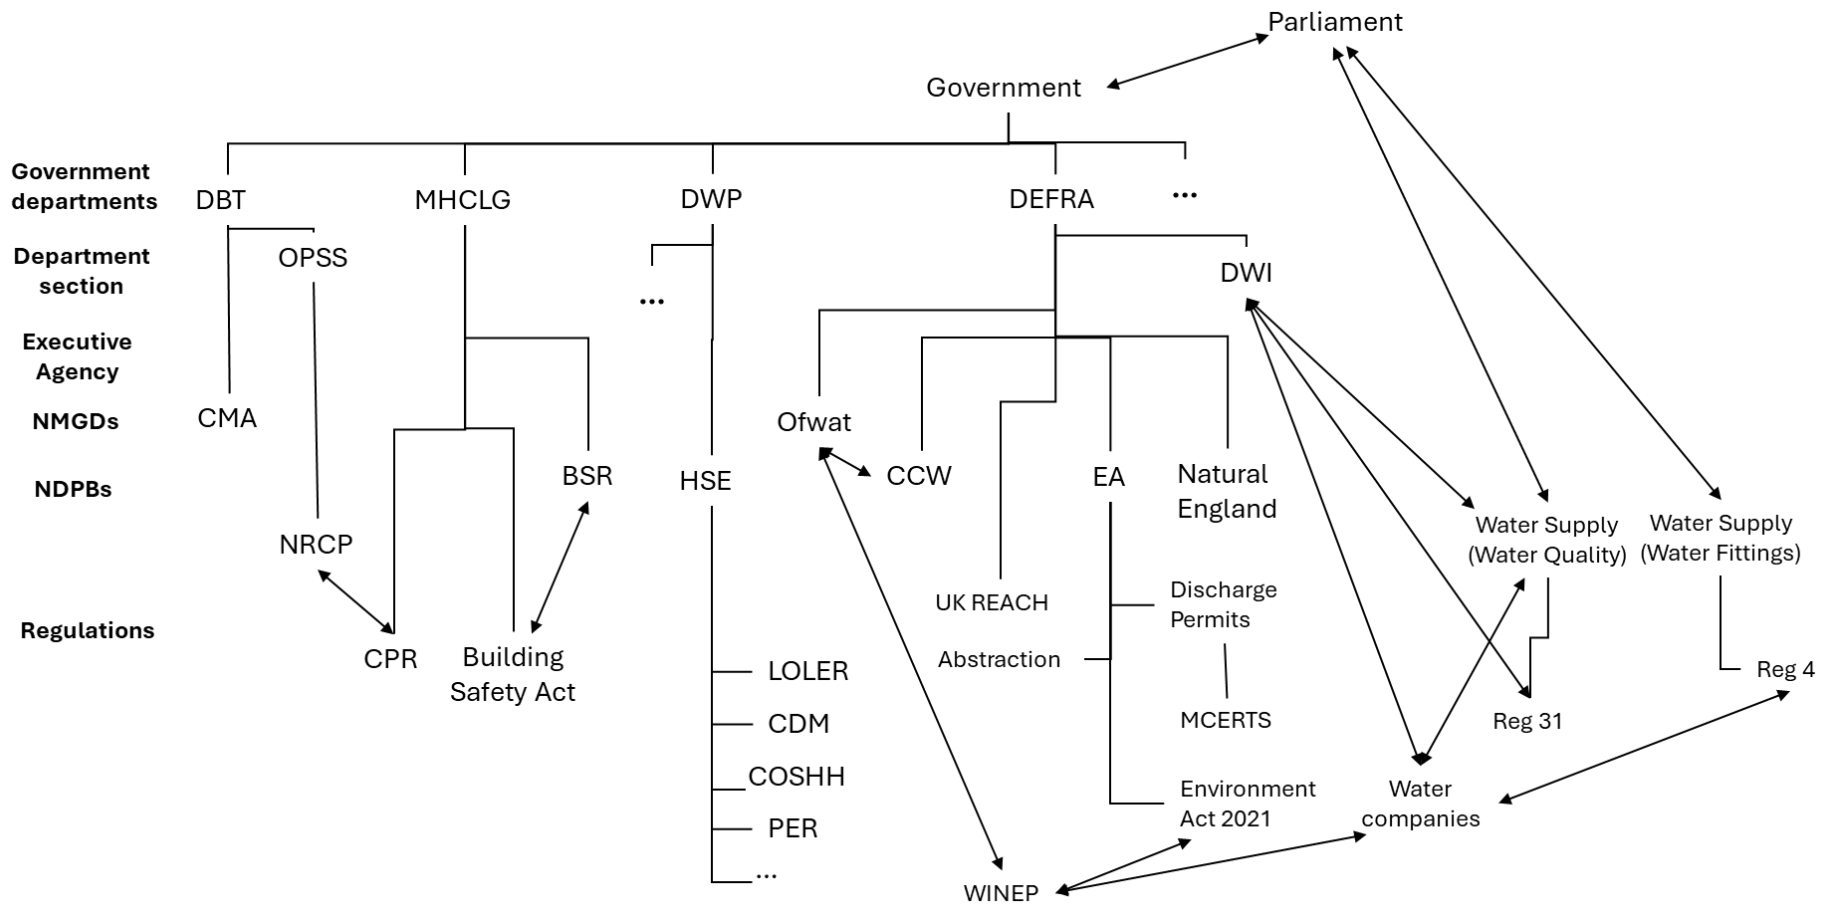 Parliament
Government
Government
departments
DBT
MHCLG
DWP
DEFRA
...
Department
section
OPSS
...
DWI
Executive
Agency
NMGDs
CMA
Ofwat
NDPBs
BSR
HSE
CCW
EA
Natural
England
NRCP
Water Supply
(Water Quality)
Water Supply
(Water Fittings)
Regulations
CPR
Building
Safety Act
UK REACH
Discharge
Permits
Abstraction
LOLER
Reg 4
MCERTS
Reg 31
CDM
COSHH
Environment
Act 2021
Water
companies
PER
...
WINEP